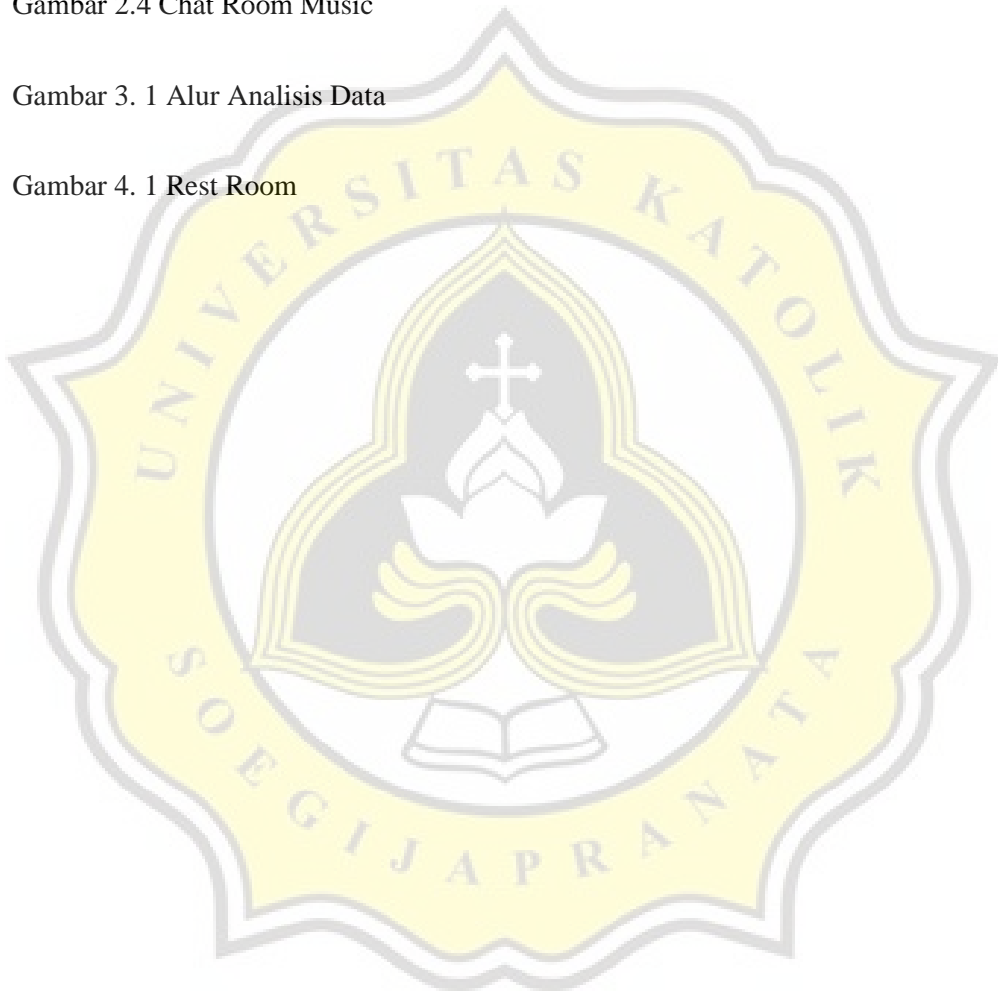 Gambar 2.4 Chat Room Music
Gambar 3. 1 Alur Analisis Data
Gambar 4. 1 Rest Room
UNIVERSITAS KATOLIK
SOEGIJAPRANATA